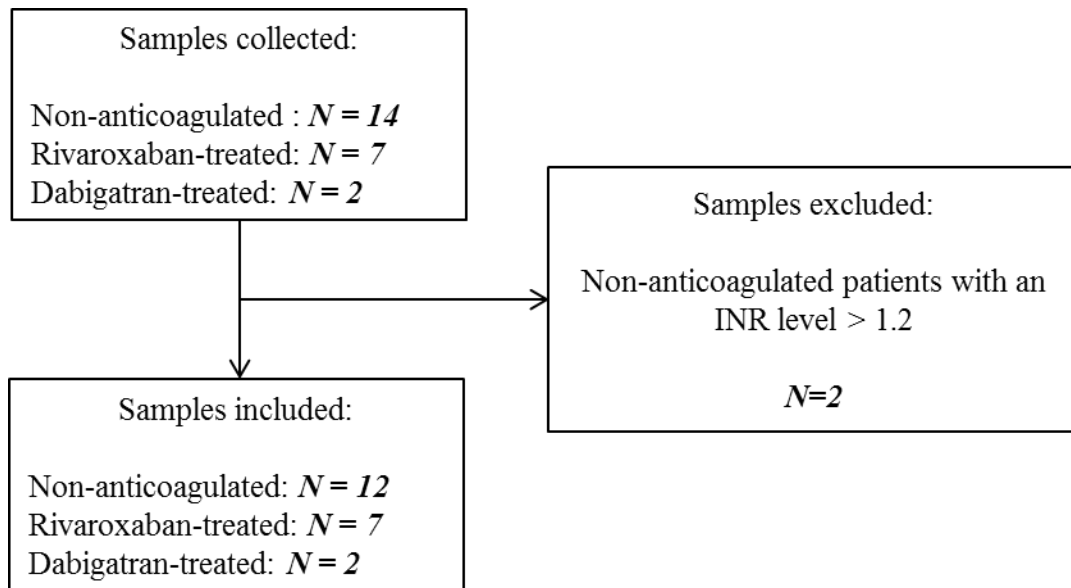 Samples collected:
Non-anticoagulated : N = 14
Rivaroxaban-treated: N = 7
Dabigatran-treated: N = 2
Samples excluded:
Non-anticoagulated patients with an
INR level > 1.2
N=2
Samples included:
Non-anticoagulated: N = 12
Rivaroxaban-treated: N = 7
Dabigatran-treated: N = 2